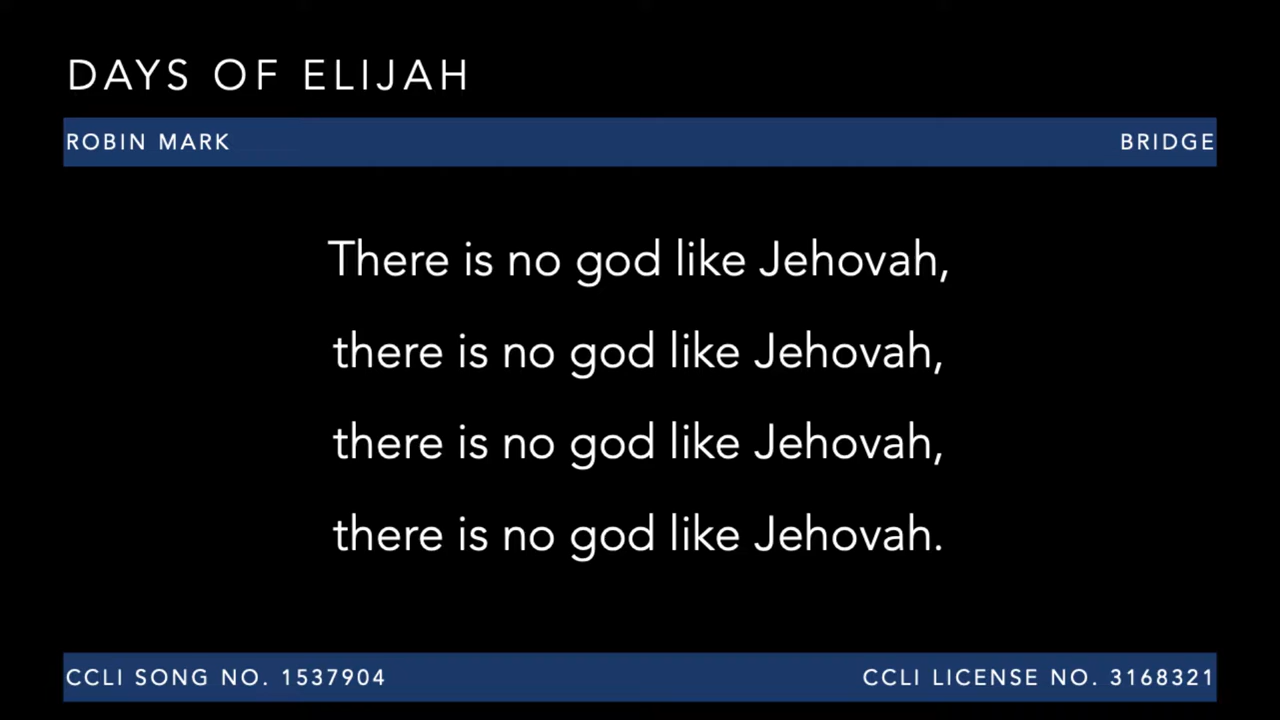 DAYS OF ELIJAH
ROBIN MARK
BRIDGE
There is no god like Jehovah,
there is no god like Jehovah,
there is no god like Jehovah,
there is no god like Jehovah.
CCLI SONG NO. 1537904
CCLI LICENSE NO. 3168321